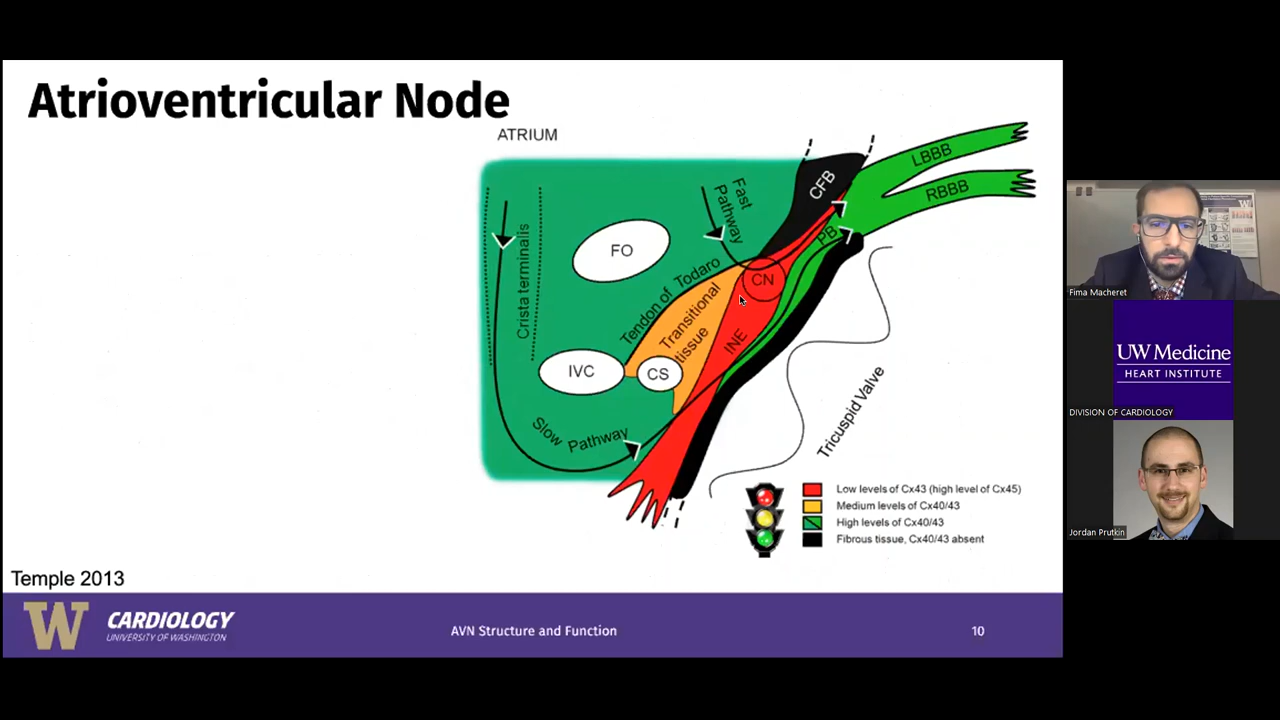 Atrioventricular Node
ATRIUM
LBBB
RBBB
CFB
Fast
Pathway
PB
FO
Crista terminalis
Tendon of Todaro
CN
Transitional
tissue
INE
IVC
CS
Slow Pathway
Tricuspid Valve
Low levels of Cx43 (high level of Cx45)
Medium levels of Cx40/43
High levels of Cx40/43
Fibrous tissue, Cx40/43 absent
Temple 2013
W CARDIOLOGY
UNIVERSITY OF WASHINGTON
AVN Structure and Function
10
Fima Macheret
UW Medicine
HEART INSTITUTE
DIVISION OF CARDIOLOGY
Jordan Prutkin